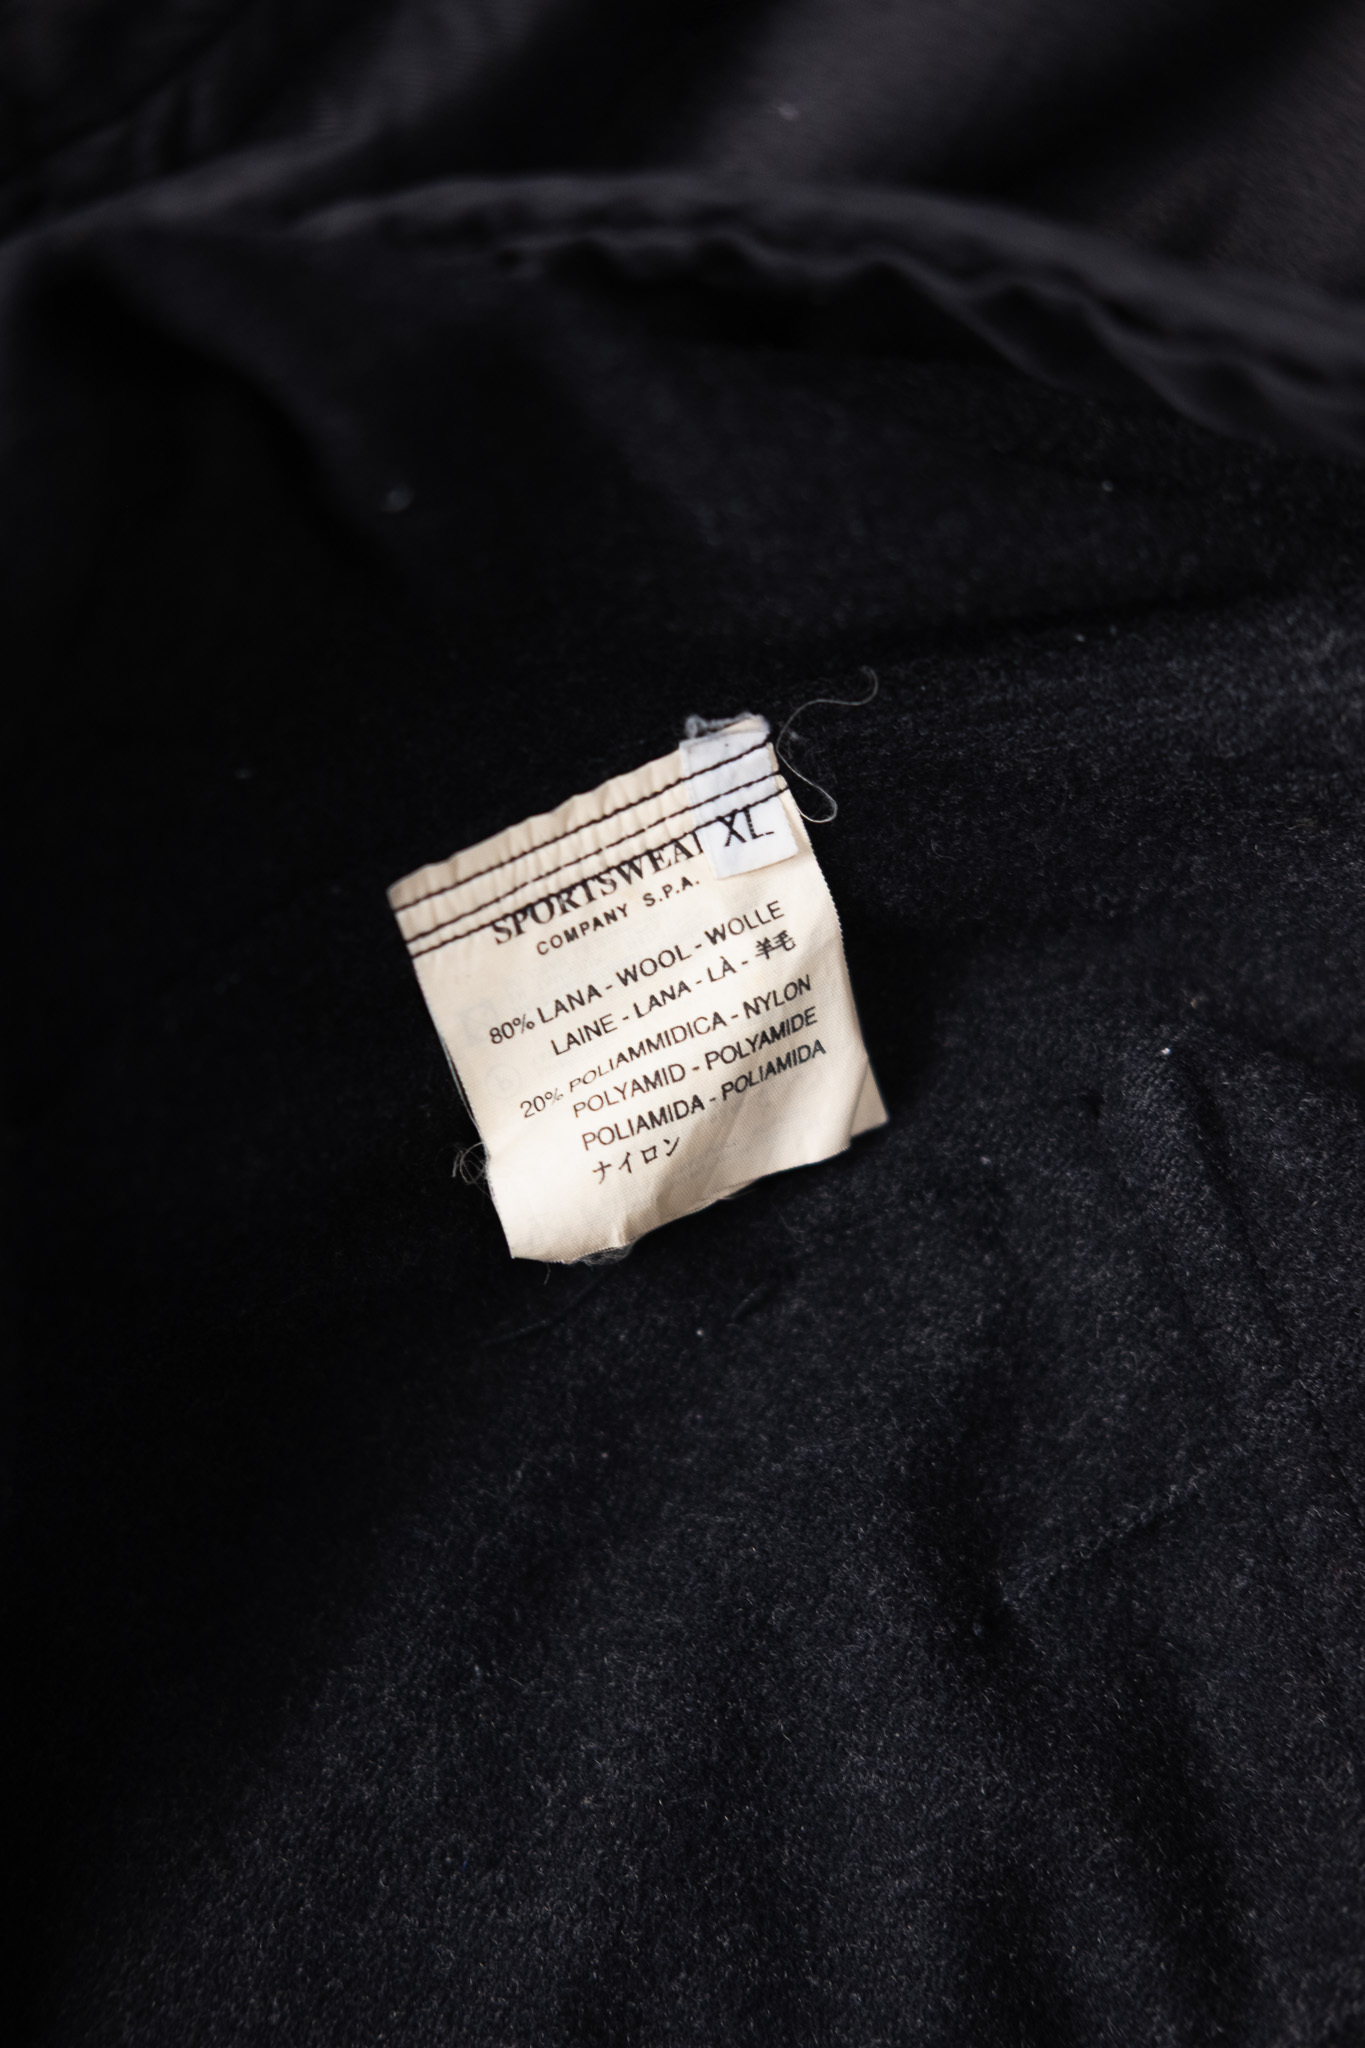 XL
SPORTSWEAR
COMPANY S.P.A.
80% LANA - WOOL - WOLLE
LAINE - LANA - LÀ - 羊毛
20% POLIAMMIDICA - NYLON
POLYAMID - POLYAMIDE
POLIAMIDA - POLIAMIDA
ナイロン